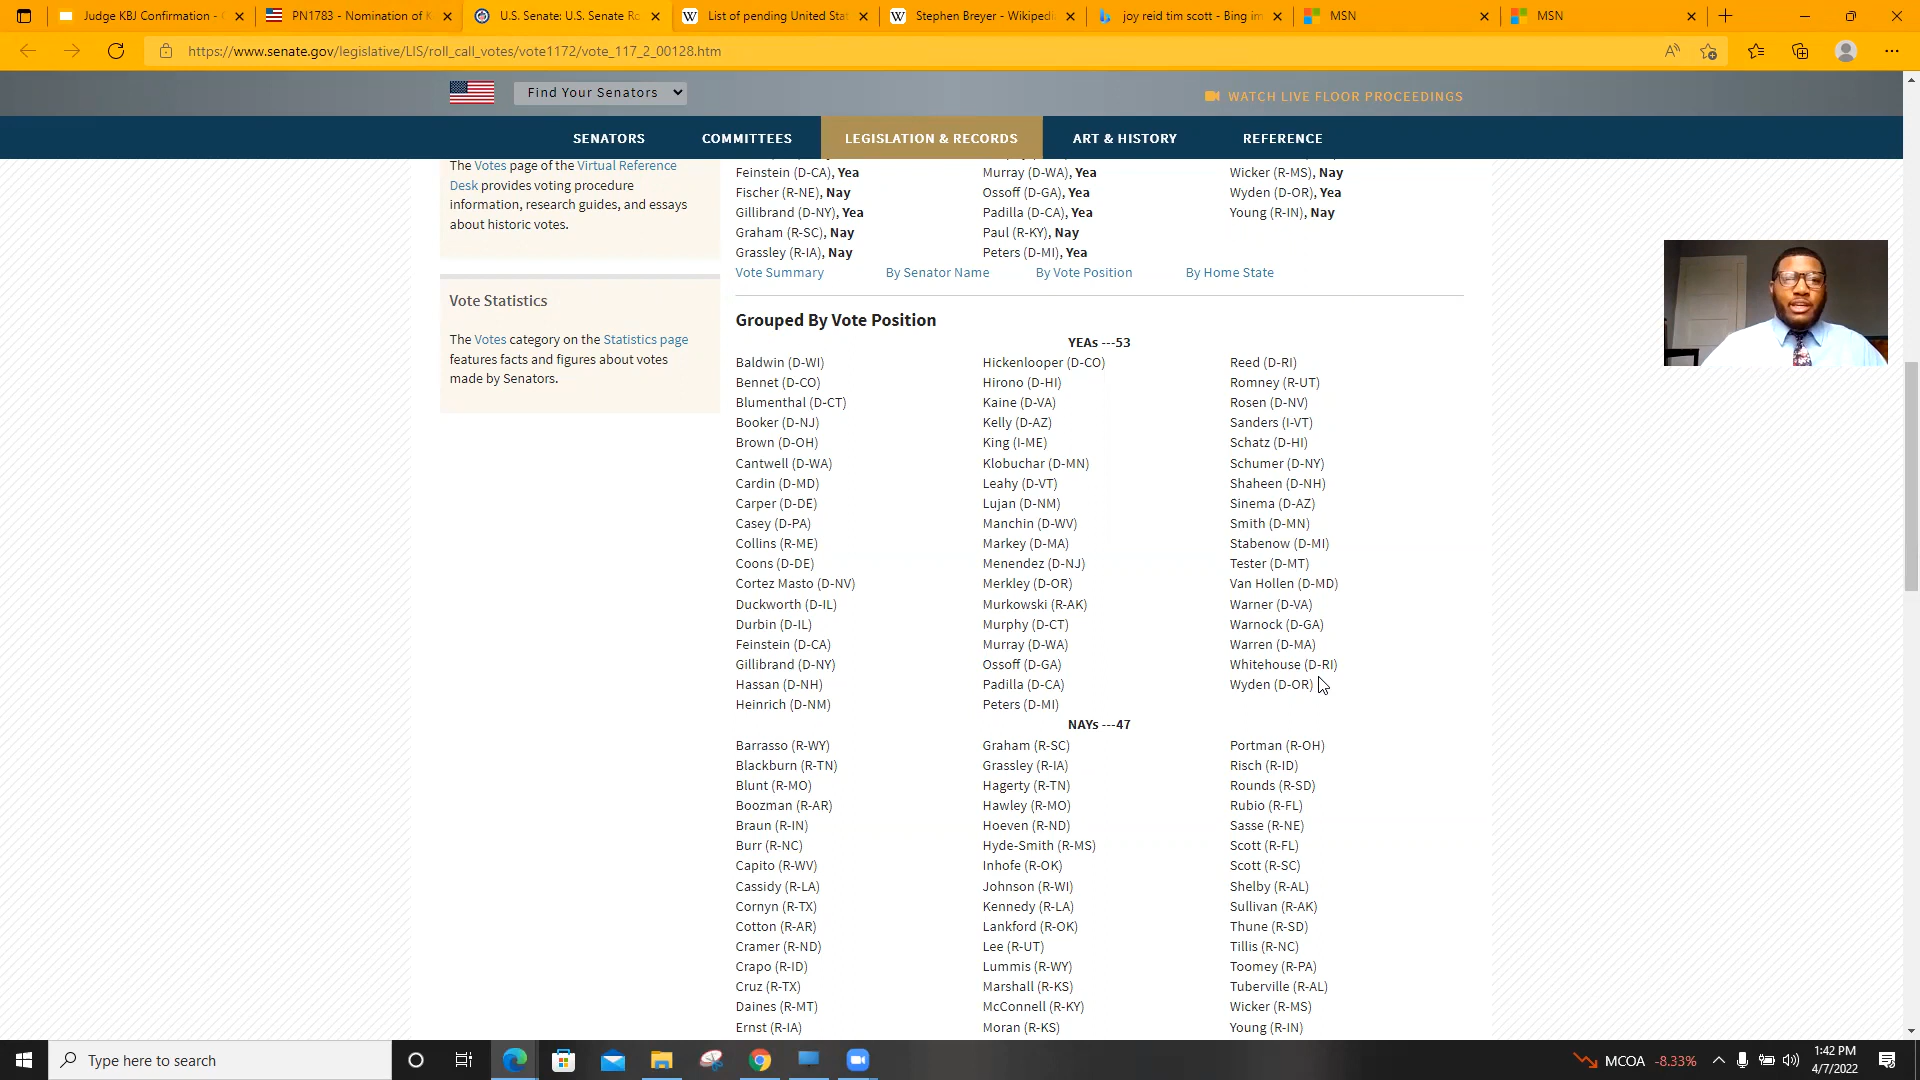 Judge KBJ Confirmation -
PN1783 - Nomination of K
U.S. Senate: U.S. Senate Ro
List of pending United Sta
Stephen Breyer - Wikipedi
joy reid tim scott - Bing im
MSN
MSN
https://www.senate.gov/legislative/LIS/roll_call_votes/vote1172/vote_117_2_00128.htm
Find Your Senators
WATCH LIVE FLOOR PROCEEDINGS
SENATORS
COMMITTEES
LEGISLATION & RECORDS
ART & HISTORY
REFERENCE
The Votes page of the Virtual Reference
Desk provides voting procedure
information, research guides, and essays
about historic votes.
Vote Statistics
The Votes category on the Statistics page
features facts and figures about votes
made by Senators.
Feinstein (D-CA), Yea
Fischer (R-NE), Nay
Gillibrand (D-NY), Yea
Graham (R-SC), Nay
Grassley (R-IA), Nay
Murray (D-WA), Yea
Ossoff (D-GA), Yea
Padilla (D-CA), Yea
Paul (R-KY), Nay
Peters (D-MI), Yea
Wicker (R-MS), Nay
Wyden (D-OR), Yea
Young (R-IN), Nay
Vote Summary
By Senator Name
By Vote Position
By Home State
Grouped By Vote Position
YEAs ---53
Baldwin (D-WI)
Bennet (D-CO)
Blumenthal (D-CT)
Booker (D-NJ)
Brown (D-OH)
Cantwell (D-WA)
Cardin (D-MD)
Carper (D-DE)
Casey (D-PA)
Collins (R-ME)
Coons (D-DE)
Cortez Masto (D-NV)
Duckworth (D-IL)
Durbin (D-IL)
Feinstein (D-CA)
Gillibrand (D-NY)
Hassan (D-NH)
Heinrich (D-NM)
Hickenlooper (D-CO)
Hirono (D-HI)
Kaine (D-VA)
Kelly (D-AZ)
King (I-ME)
Klobuchar (D-MN)
Leahy (D-VT)
Lujan (D-NM)
Manchin (D-WV)
Markey (D-MA)
Menendez (D-NJ)
Merkley (D-OR)
Murkowski (R-AK)
Murphy (D-CT)
Murray (D-WA)
Ossoff (D-GA)
Padilla (D-CA)
Peters (D-MI)
Reed (D-RI)
Romney (R-UT)
Rosen (D-NV)
Sanders (I-VT)
Schatz (D-HI)
Schumer (D-NY)
Shaheen (D-NH)
Sinema (D-AZ)
Smith (D-MN)
Stabenow (D-MI)
Tester (D-MT)
Van Hollen (D-MD)
Warner (D-VA)
Warnock (D-GA)
Warren (D-MA)
Whitehouse (D-RI)
Wyden (D-OR)
NAYs ---47
Barrasso (R-WY)
Blackburn (R-TN)
Blunt (R-MO)
Boozman (R-AR)
Braun (R-IN)
Burr (R-NC)
Capito (R-WV)
Cassidy (R-LA)
Cornyn (R-TX)
Cotton (R-AR)
Cramer (R-ND)
Crapo (R-ID)
Cruz (R-TX)
Daines (R-MT)
Ernst (R-IA)
Graham (R-SC)
Grassley (R-IA)
Hagerty (R-TN)
Hawley (R-MO)
Hoeven (R-ND)
Hyde-Smith (R-MS)
Inhofe (R-OK)
Johnson (R-WI)
Kennedy (R-LA)
Lankford (R-OK)
Lee (R-UT)
Lummis (R-WY)
Marshall (R-KS)
McConnell (R-KY)
Moran (R-KS)
Portman (R-OH)
Risch (R-ID)
Rounds (R-SD)
Rubio (R-FL)
Sasse (R-NE)
Scott (R-FL)
Scott (R-SC)
Shelby (R-AL)
Sullivan (R-AK)
Thune (R-SD)
Tillis (R-NC)
Toomey (R-PA)
Tuberville (R-AL)
Wicker (R-MS)
Young (R-IN)
Type here to search
MCOA -8.33%
1:42 PM
4/7/2022